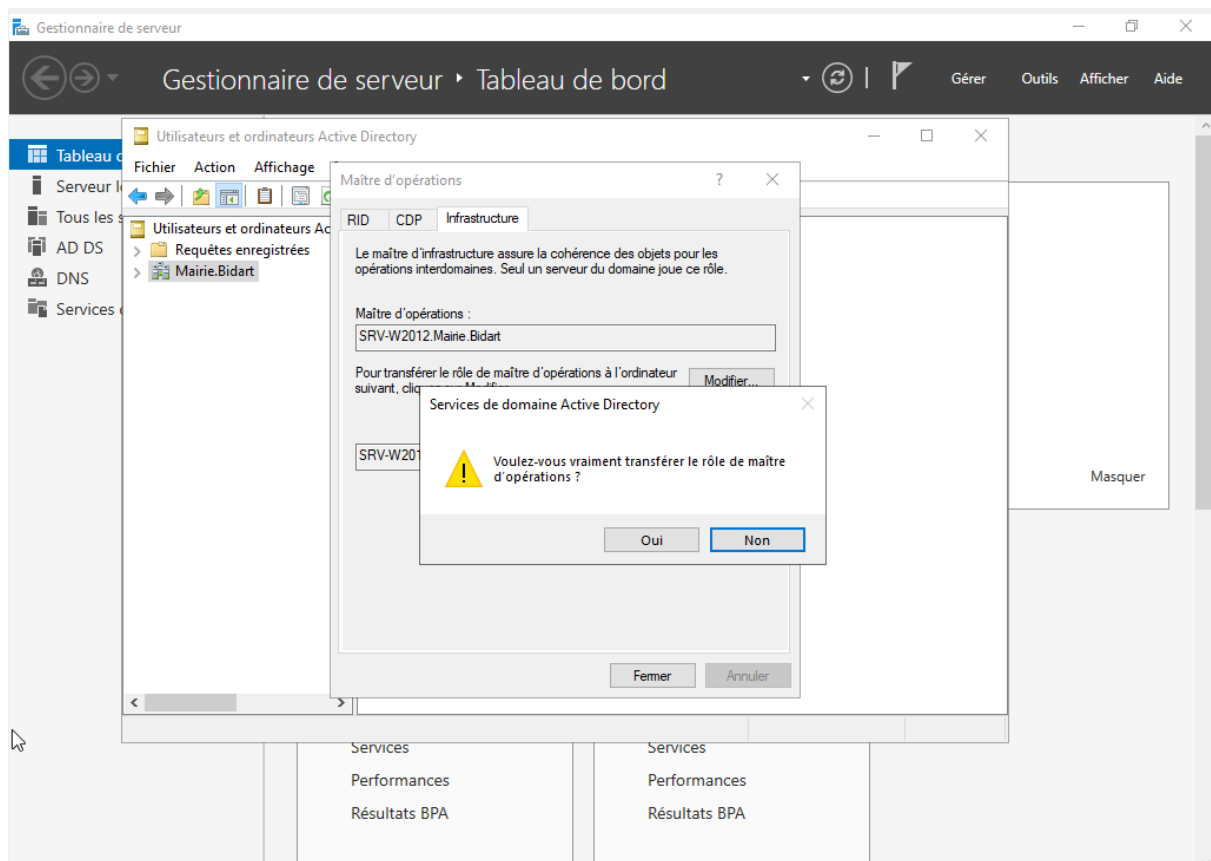 Gestionnaire de serveur
Gestionnaire de serveur Tableau de bord
Gérer Outils Afficher Aide
Utilisateurs et ordinateurs Active Directory
Fichier Action Affichage
Tableau
Serveur
Tous les
AD DS
DNS
Services
Utilisateurs et ordinateurs
Requêtes enregistrées
Mairie.Bidart
Maître d'opérations
RID CDP Infrastructure
Le maître d'infrastructure assure la cohérence des objets pour les
opérations interdomaines. Seul un serveur du domaine joue ce rôle.
Maître d'opérations :
SRV-W2012.Mairie.Bidart
Pour transférer le rôle de maître d'opérations à l'ordinateur
suivant,
Modifier...
SRV-W201
Services de domaine Active Directory
Voulez-vous vraiment transférer le rôle de maître
d'opérations ?
Oui Non
Fermer Annuler
Masquer
Services Services
Performances Performances
Résultats BPA Résultats BPA